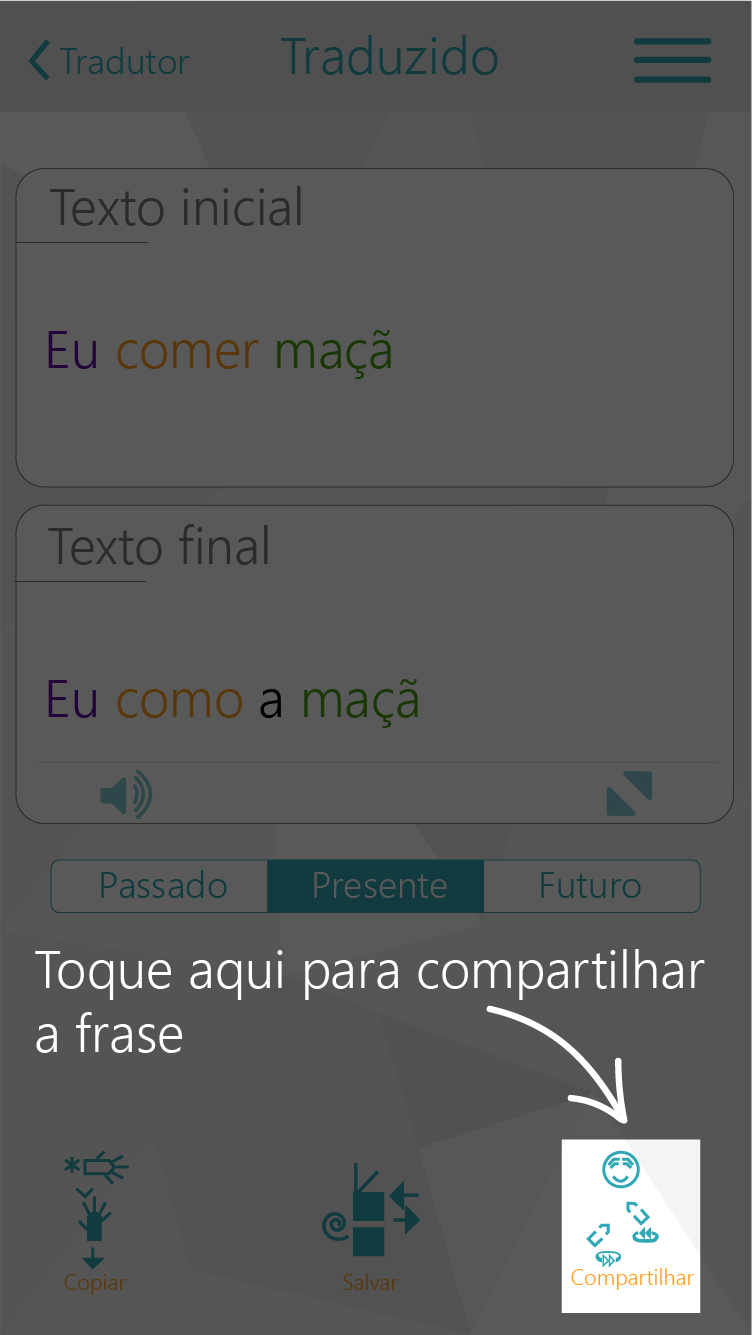 Tradutor Traduzido
Texto inicial
Eu comer maçã
Texto final
Eu como a maçã
Passado Presente Futuro
Toque aqui para compartilhar
a frase
Copiar Salvar Compartilhar